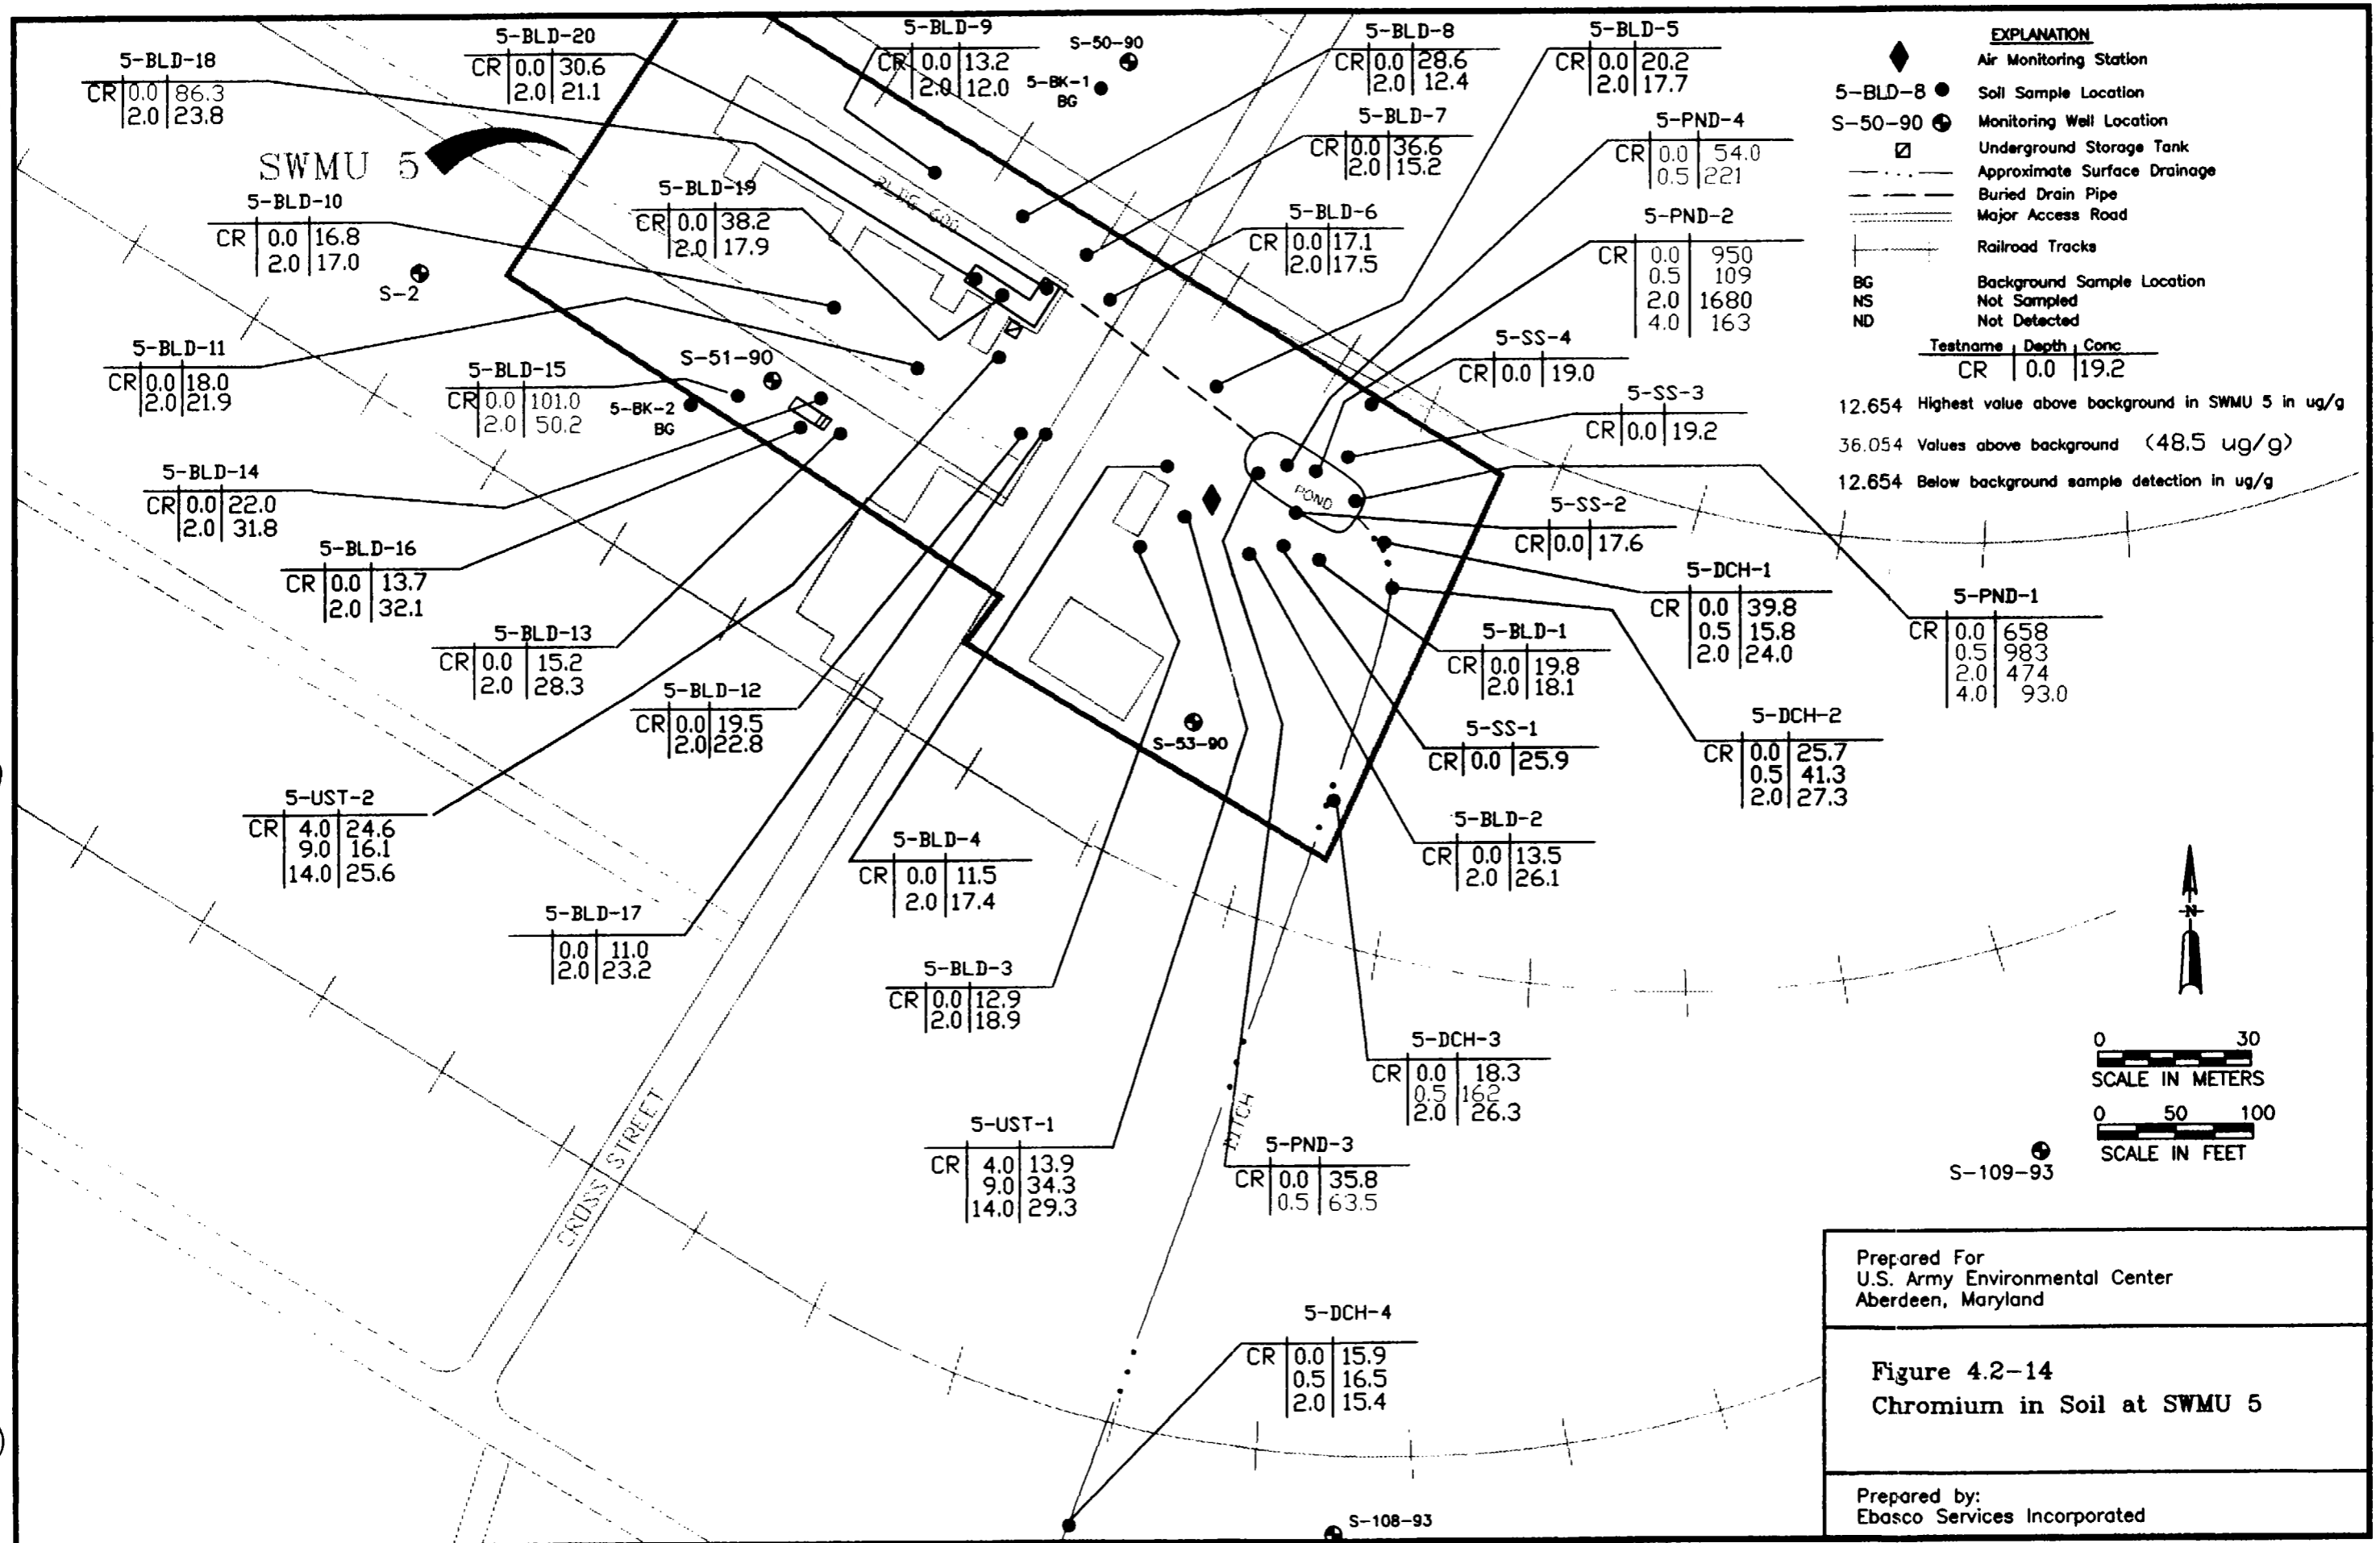 5-BLD-18
CR 0.0 86.3
2.0 23.8
5-BLD-20
CR 0.0 30.6
2.0 21.1
5-BLD-9
CR 0.0 13.2
2.0 12.0
S-50-90
5-BK-1
BG
5-BLD-8
CR 0.0 28.6
2.0 12.4
5-BLD-5
CR 0.0 20.2
2.0 17.7
5-BLD-7
CR 0.0 36.6
2.0 15.2
5-PND-4
CR 0.0 54.0
0.5 221
SWMU 5
5-BLD-10
CR 0.0 16.8
2.0 17.0
S-2
5-BLD-19
CR 0.0 38.2
2.0 17.9
5-BLD-6
CR 0.0 17.1
2.0 17.5
5-PND-2
CR 0.0 950
0.5 109
2.0 1680
4.0 163
5-BLD-11
CR 0.0 18.0
2.0 21.9
5-BLD-15
CR 0.0 101.0
2.0 50.2
S-51-90
5-BK-2
BG
BLDG
5-SS-4
CR 0.0 19.0
5-SS-3
CR 0.0 19.2
5-BLD-14
CR 0.0 22.0
2.0 31.8
POND
5-SS-2
CR 0.0 17.6
5-BLD-16
CR 0.0 13.7
2.0 32.1
5-DCH-1
CR 0.0 39.8
0.5 15.8
2.0 24.0
5-PND-1
CR 0.0 658
0.5 983
2.0 474
4.0 93.0
5-BLD-13
CR 0.0 15.2
2.0 28.3
5-BLD-1
CR 0.0 19.8
2.0 18.1
5-BLD-12
CR 0.0 19.5
2.0 22.8
S-53-90
5-SS-1
CR 0.0 25.9
5-DCH-2
CR 0.0 25.7
0.5 41.3
2.0 27.3
5-UST-2
CR 4.0 24.6
9.0 16.1
14.0 25.6
5-BLD-4
CR 0.0 11.5
2.0 17.4
5-BLD-2
CR 0.0 13.5
2.0 26.1
5-BLD-17
0.0 11.0
2.0 23.2
5-BLD-3
CR 0.0 12.9
2.0 18.9
5-DCH-3
CR 0.0 18.3
0.5 162
2.0 26.3
5-UST-1
CR 4.0 13.9
9.0 34.3
14.0 29.3
5-PND-3
CR 0.0 35.8
0.5 63.5
DITCH
CROSS STREET
5-DCH-4
CR 0.0 15.9
0.5 16.5
2.0 15.4
S-108-93
EXPLANATION
Air Monitoring Station
5-BLD-8 Soil Sample Location
S-50-90 Monitoring Well Location
Underground Storage Tank
Approximate Surface Drainage
Buried Drain Pipe
Major Access Road
Railroad Tracks
BG Background Sample Location
NS Not Sampled
ND Not Detected
Testname Depth Conc
CR 0.0 19.2
12.654 Highest value above background in SWMU 5 in ug/g
36.054 Values above background (48.5 ug/g)
12.654 Below background sample detection in ug/g
N
0 30
SCALE IN METERS
0 50 100
SCALE IN FEET
S-109-93
Prepared For
U.S. Army Environmental Center
Aberdeen, Maryland
Figure 4.2-14
Chromium in Soil at SWMU 5
Prepared by:
Ebasco Services Incorporated